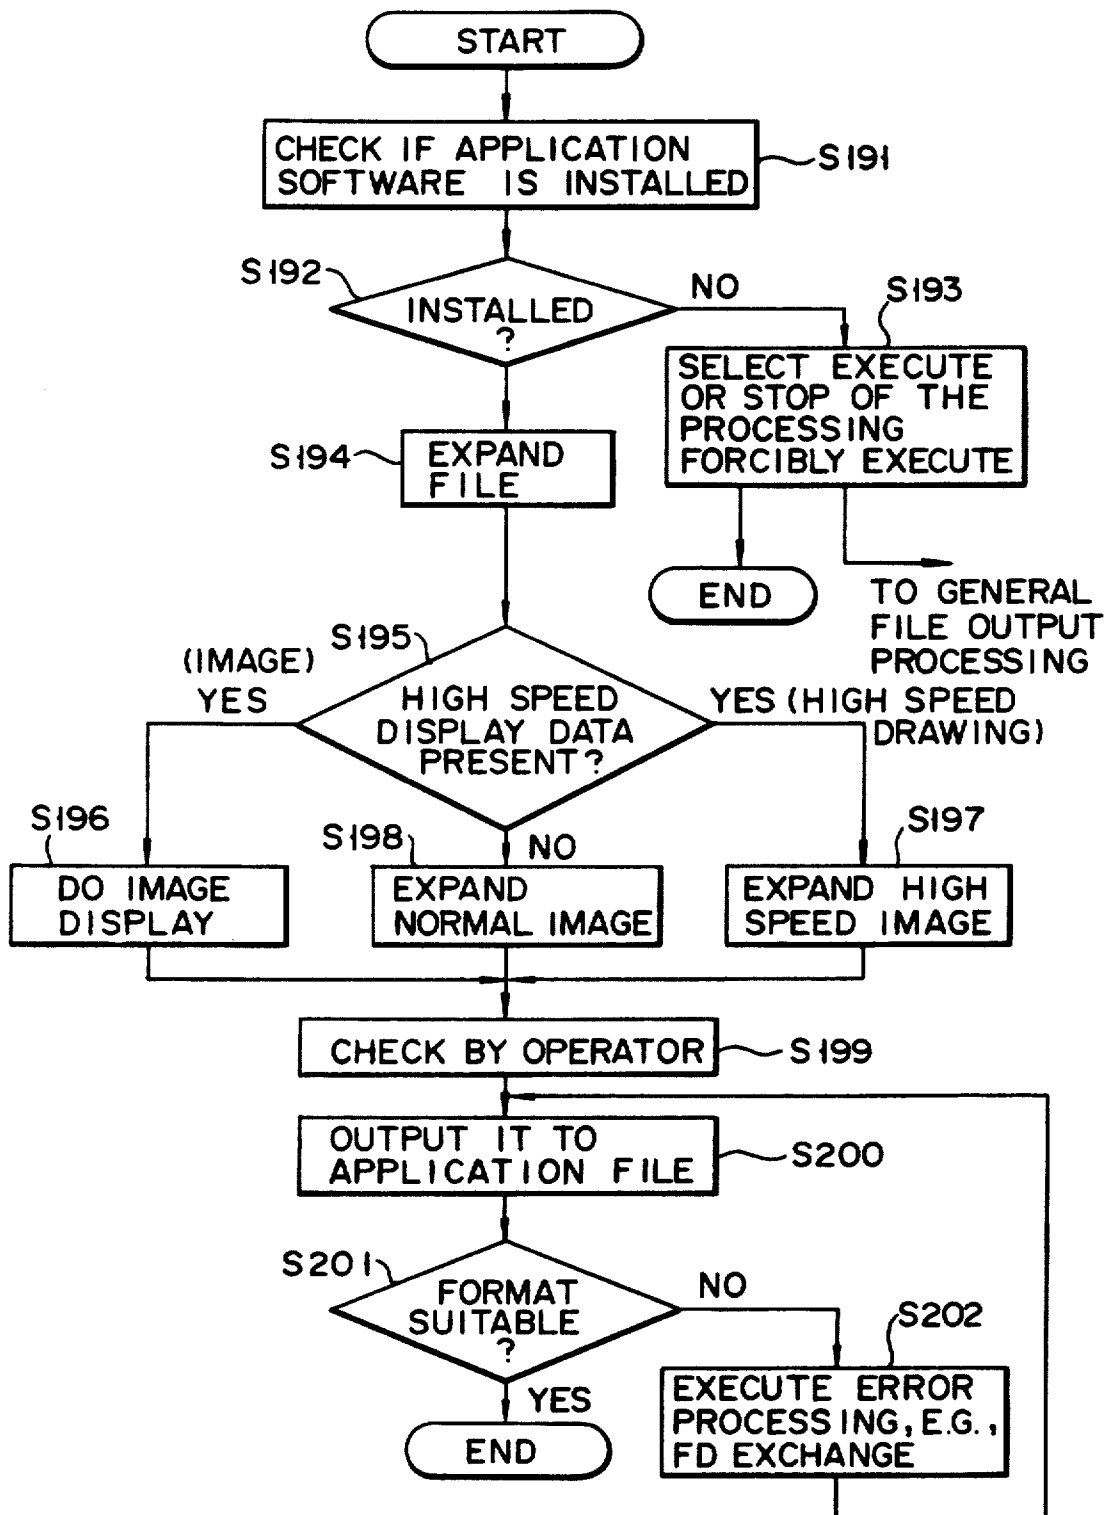 START
CHECK IF APPLICATION
SOFTWARE IS INSTALLED
S191
S192
INSTALLED
?
NO
S193
SELECT EXECUTE
OR STOP OF THE
PROCESSING
FORCIBLY EXECUTE
S194
EXPAND
FILE
END
TO GENERAL
FILE OUTPUT
PROCESSING
S195
(IMAGE)
YES
HIGH SPEED
DISPLAY DATA
PRESENT?
YES (HIGH SPEED
DRAWING)
S196
DO IMAGE
DISPLAY
S198
NO
EXPAND
NORMAL IMAGE
S197
EXPAND HIGH
SPEED IMAGE
CHECK BY OPERATOR
S199
OUTPUT IT TO
APPLICATION FILE
S200
S201
FORMAT
SUITABLE
?
NO
S202
YES
END
EXECUTE ERROR
PROCESSING, E.G.,
FD EXCHANGE